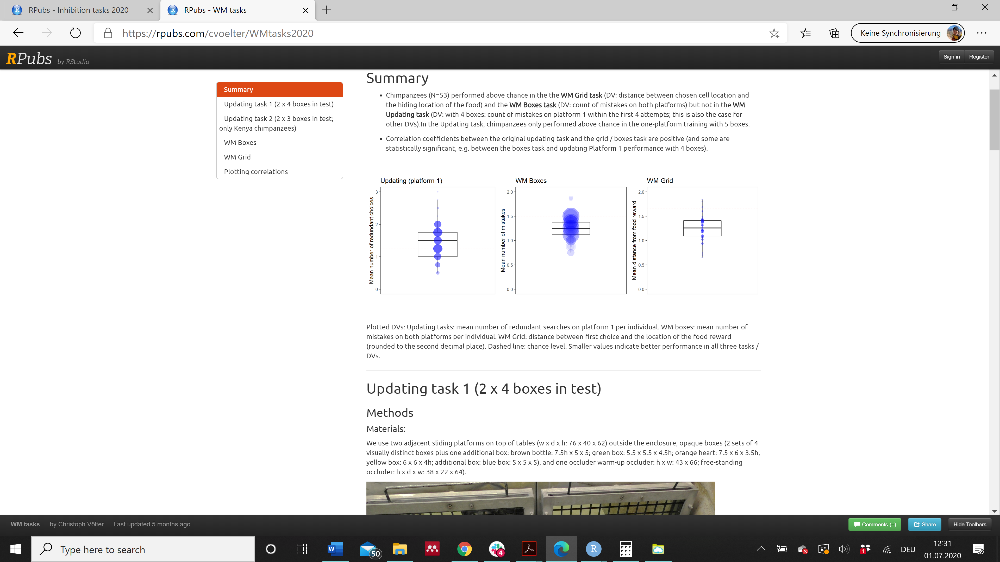 RPubs - Inhibition tasks 2020
RPubs - WM tasks
https://rpubs.com/cvoelter/WMtasks2020
Keine Synchronisierung
RPubs by RStudio
Sign in
Register
Summary
Updating task 1 (2 x 4 boxes in test)
Updating task 2 (2 x 3 boxes in test;
only Kenya chimpanzees)
WM Boxes
WM Grid
Plotting correlations
Summary
• Chimpanzees (N=53) performed above chance in the the WM Grid task (DV: distance between chosen cell location and
the hiding location of the food) and the WM Boxes task (DV: count of mistakes on both platforms) but not in the WM
Updating task (DV: with 4 boxes: count of mistakes on platform 1 within the first 4 attempts; this is also the case for
other DVs).In the Updating task, chimpanzees only performed above chance in the one-platform training with 5 boxes.
• Correlation coefficients between the original updating task and the grid / boxes task are positive (and some are
statistically significant, e.g. between the boxes task and updating Platform 1 performance with 4 boxes).
Updating (platform 1)
Mean number of redundant choices
3
2
1
0
WM Boxes
Mean number of mistakes
2.0
1.5
1.0
0.5
0.0
WM Grid
Mean distance from food reward
2.0
1.5
1.0
0.5
0.0
Plotted DVs: Updating tasks: mean number of redundant searches on platform 1 per individual. WM boxes: mean number of
mistakes on both platforms per individual. WM Grid: distance between first choice and the location of the food reward
(rounded to the second decimal place). Dashed line: chance level. Smaller values indicate better performance in all three tasks /
DVs.
Updating task 1 (2 x 4 boxes in test)
Methods
Materials:
We use two adjacent sliding platforms on top of tables (w x d x h: 76 x 40 x 62) outside the enclosure, opaque boxes (2 sets of 4
visually distinct boxes plus one additional box: brown bottle: 7.5h x 5 x 5; green box: 5.5 x 5.5 x 4.5h; orange heart: 7.5 x 6 x 3.5h,
yellow box: 6 x 6 x 4h; additional box: blue box: 5 x 5 x 5), and one occluder warm-up occluder: h x w: 43 x 66; free-standing
occluder: h x d x w: 38 x 22 x 64).
WM tasks
by Christoph Völter
Last updated 5 months ago
Comments (–)
Share
Hide Toolbars
Type here to search
W
50
4
R
1
DEU
12:31
01.07.2020